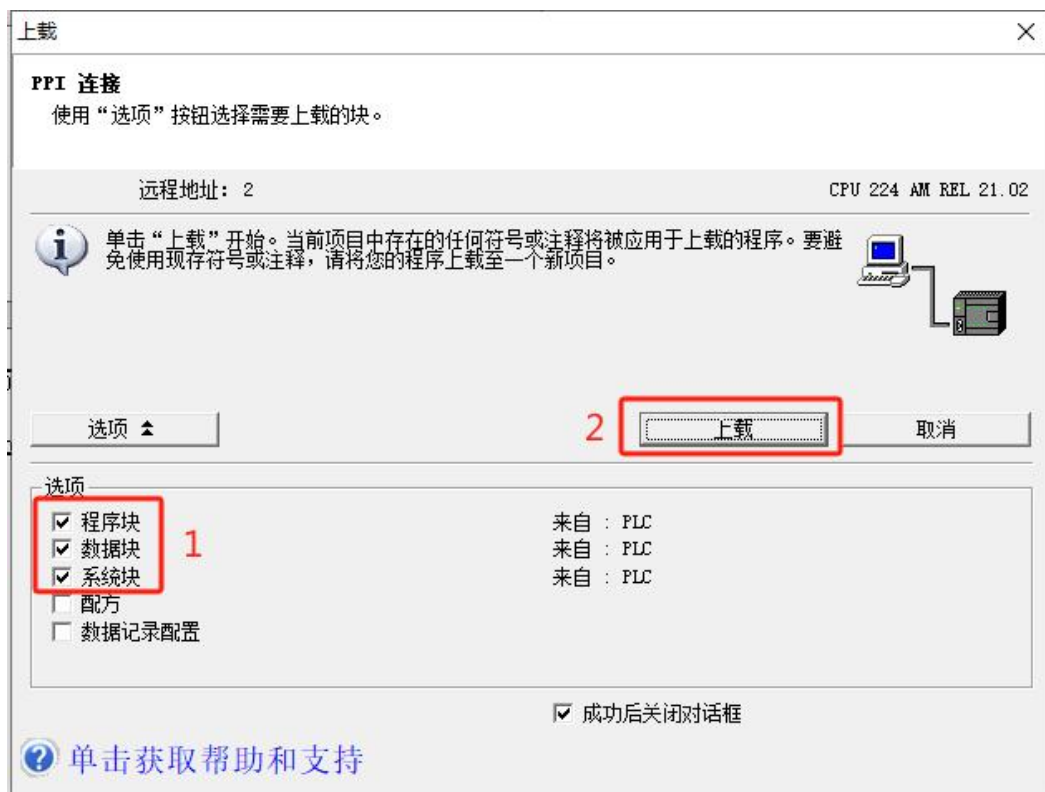 上载
PPI 连接
使用“选项”按钮选择需要上载的块。
远程地址: 2
CPU 224 AM REL 21.02
单击“上载”开始。当前项目中存在的任何符号或注释将被应用于上载的程序。要避
免使用现存符号或注释,请将您的程序上载至一个新项目。
选项
2
上载
取消
选项
程序块
来自 : PLC
1
数据块
来自 : PLC
系统块
来自 : PLC
配方
数据记录配置
成功后关闭对话框
单击获取帮助和支持